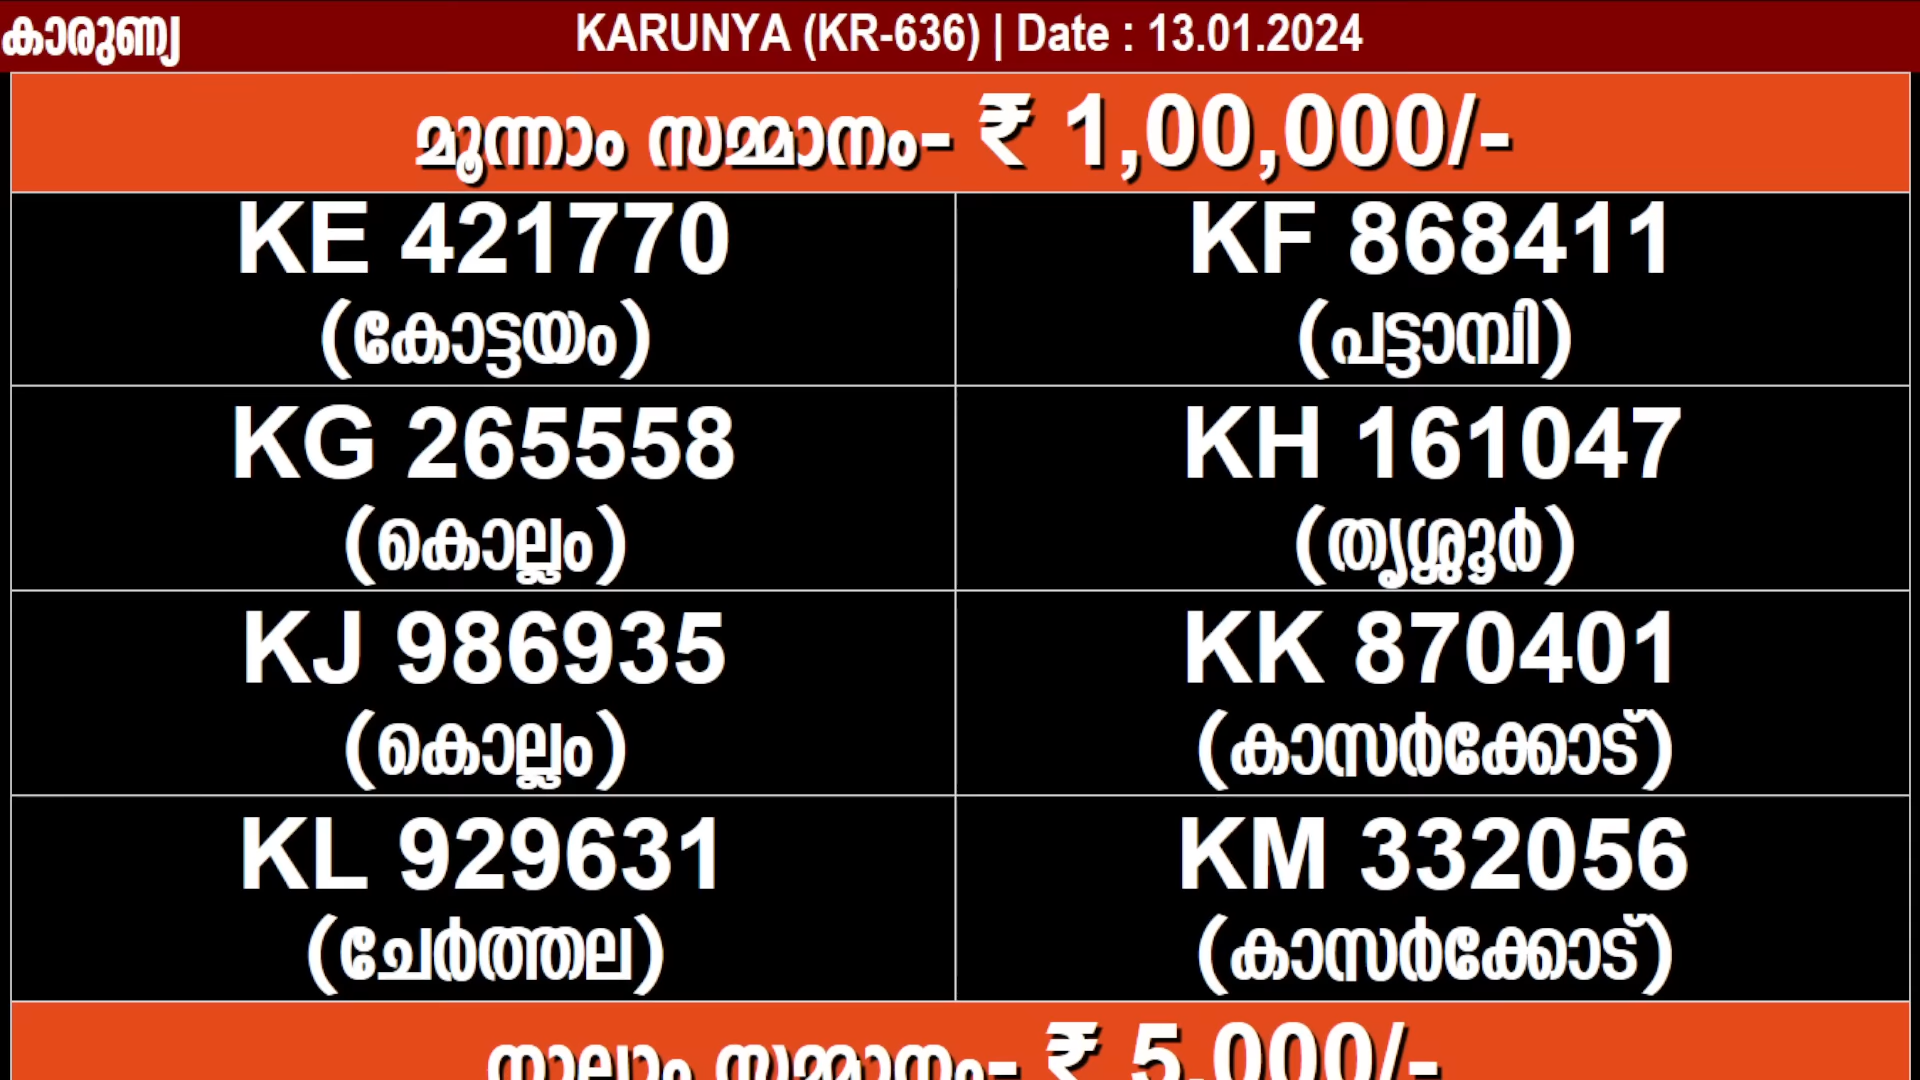 കാരുണ്യ
KARUNYA (KR-636) | Date : 13.01.2024
മൂന്നാം സമ്മാനം- ₹ 1,00,000/-
KE 421770
(കോട്ടയം)
KF 868411
(പട്ടാമ്പി)
KG 265558
(കൊല്ലം)
KH 161047
(തൃശ്ശൂർ)
KJ 986935
(കൊല്ലം)
KK 870401
(കാസർക്കോട്)
KL 929631
(ചേർത്തല)
KM 332056
(കാസർക്കോട്)
നാലാം സമ്മാനം- ₹ 5,000/-